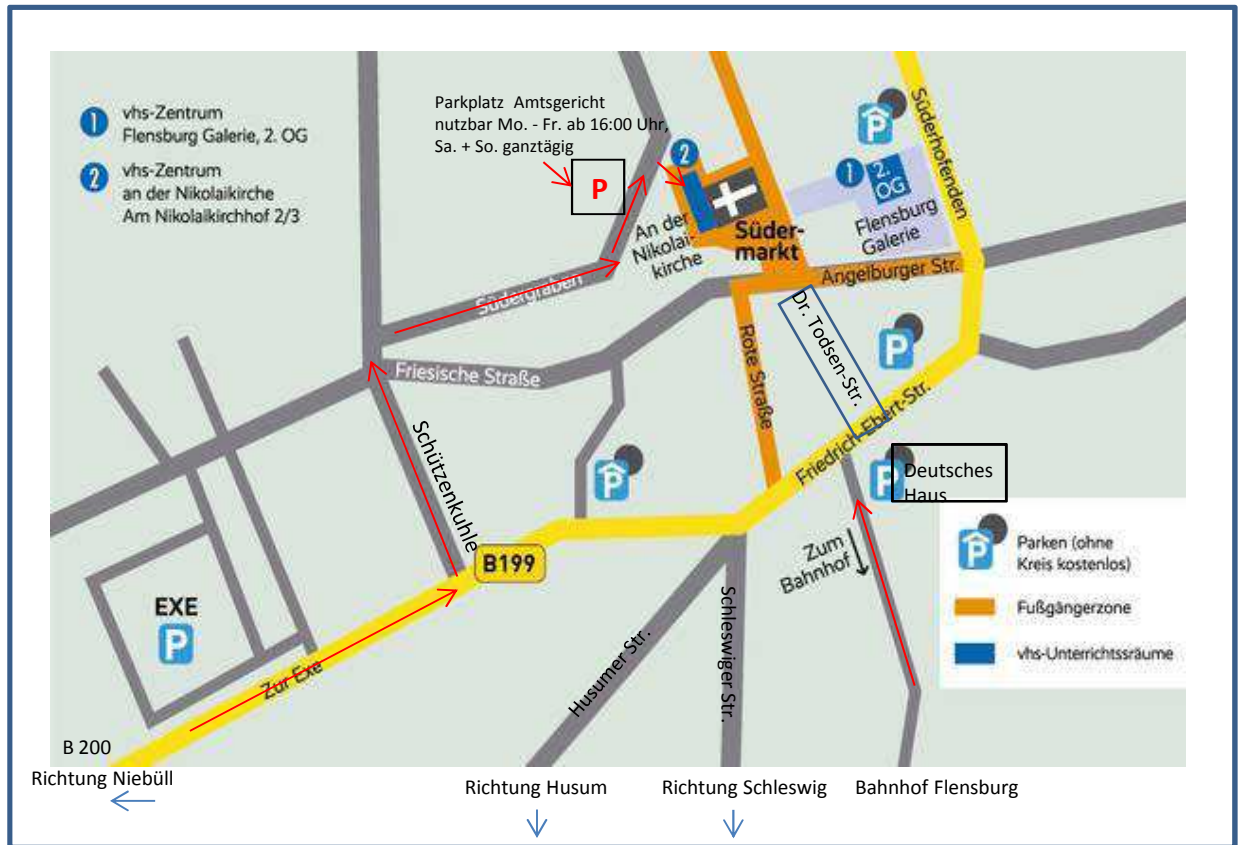 1 vhs-Zentrum
Flensburg Galerie, 2. OG
2 vhs-Zentrum
an der Nikolaikirche
Am Nikolaikirchhof 2/3
Parkplatz Amtsgericht
nutzbar Mo. - Fr. ab 16:00 Uhr,
Sa. + So. ganztägig
P
2
An der
Nikolai-
kirche
Süder-
markt
P
1
2.
OG
Flensburg
Galerie
Süderhofenden
Angelburger Str.
Südergraben
Friesische Straße
Rote Straße
Dr. Todsen-Str.
P
Friedrich-Ebert-Str.
Schützenkuhle
P
P
Deutsches
Haus
B199
Zum
Bahnhof
EXE
P
Zur Exe
Husumer Str.
Schleswiger Str.
P
Parken (ohne
Kreis kostenlos)
Fußgängerzone
vhs-Unterrichtssräume
B 200
Richtung Niebüll
Richtung Husum
Richtung Schleswig
Bahnhof Flensburg